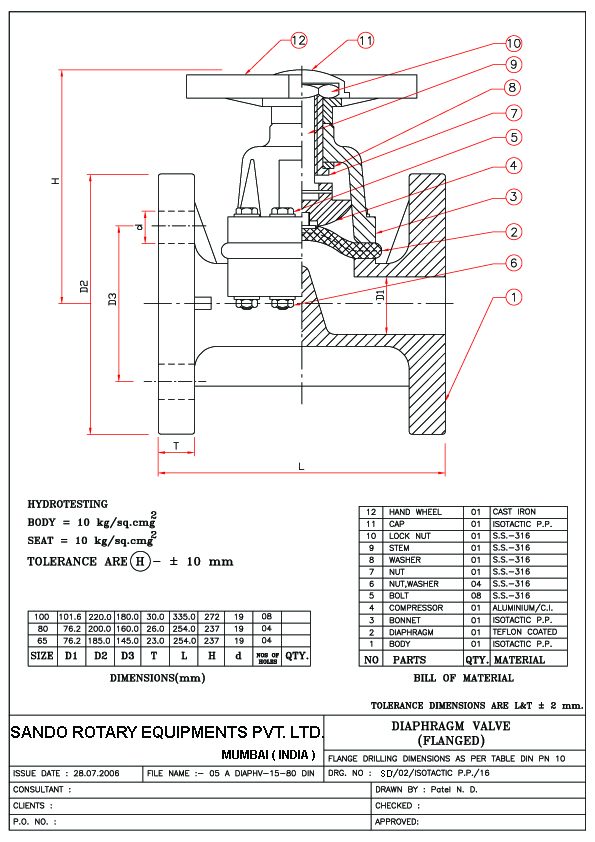 12
11
10
9
8
7
5
4
3
2
6
1
H
d
D2
D3
D1
T
L
HYDROTESTING
BODY = 10 kg/sq.cmg2
SEAT = 10 kg/sq.cmg2
TOLERANCE ARE H - ± 10 mm
100 101.6 220.0 180.0 30.0 335.0 272 19 08
80 76.2 200.0 160.0 26.0 254.0 237 19 04
65 76.2 185.0 145.0 23.0 254.0 237 19 04
SIZE D1 D2 D3 T L H d NOS OF HOLES QTY.
DIMENSIONS(mm)
12 HAND WHEEL 01 CAST IRON
11 CAP 01 ISOTACTIC P.P.
10 LOCK NUT 01 S.S.-316
9 STEM 01 S.S.-316
8 WASHER 01 S.S.-316
7 NUT 01 S.S.-316
6 NUT,WASHER 04 S.S.-316
5 BOLT 08 S.S.-316
4 COMPRESSOR 01 ALUMINIUM/C.I.
3 BONNET 01 ISOTACTIC P.P.
2 DIAPHRAGM 01 TEFLON COATED
1 BODY 01 ISOTACTIC P.P.
NO PARTS QTY. MATERIAL
BILL OF MATERIAL
TOLERANCE DIMENSIONS ARE L&T ± 2 mm.
SANDO ROTARY EQUIPMENTS PVT. LTD.
MUMBAI ( INDIA )
DIAPHRAGM VALVE
(FLANGED)
FLANGE DRILLING DIMENSIONS AS PER TABLE DIN PN 10
ISSUE DATE : 28.07.2006
FILE NAME :- 05 A DIAPHV-15-80 DIN
DRG. NO : SD/02/ISOTACTIC P.P./16
CONSULTANT :
DRAWN BY : Patel N. D.
CLIENTS :
CHECKED :
P.O. NO. :
APPROVED: